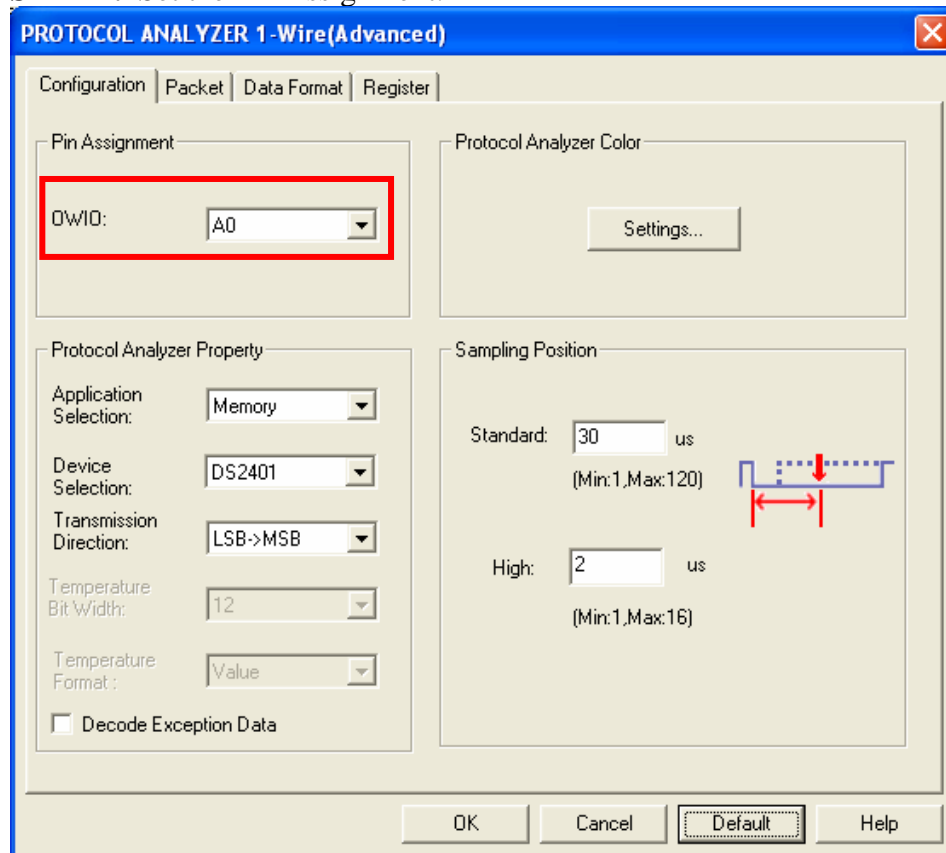 PROTOCOL ANALYZER 1-Wire(Advanced)
Configuration Packet Data Format Register
Pin Assignment
OWIO: A0
Protocol Analyzer Color
Settings...
Protocol Analyzer Property
Application
Selection: Memory
Device
Selection: DS2401
Transmission
Direction: LSB->MSB
Temperature
Bit Width: 12
Temperature
Format : Value
Decode Exception Data
Sampling Position
Standard: 30 us
(Min:1,Max:120)
High: 2 us
(Min:1,Max:16)
OK Cancel Default Help